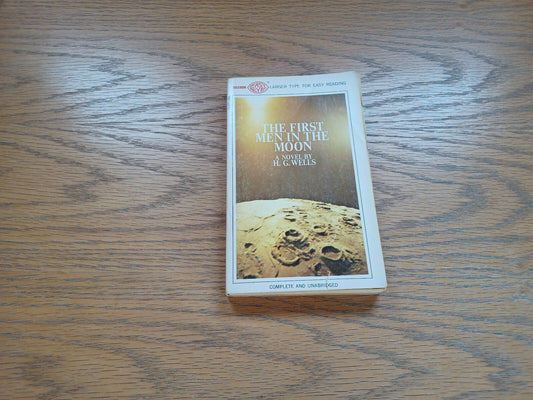 LARGER TYPE FOR EASY READING
THE FIRST
MEN IN THE
MOON
A NOVEL BY
H. G. WELLS
COMPLETE AND UNABRIDGED